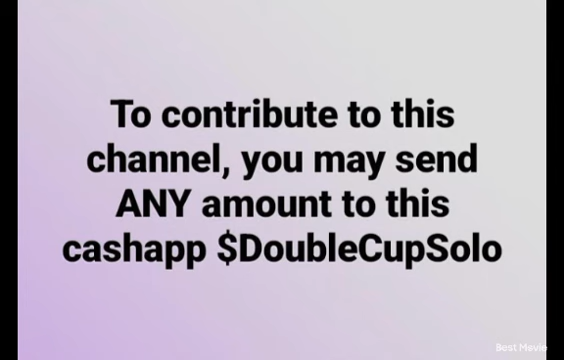 To contribute to this
channel, you may send
ANY amount to this
cashapp $DoubleCupSolo
Best Movie